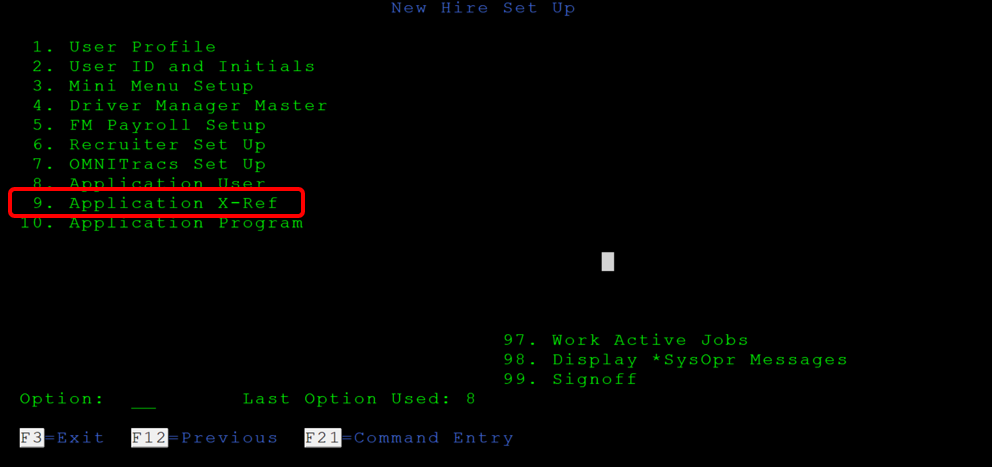 New Hire Set Up
1. User Profile
2. User ID and Initials
3. Mini Menu Setup
4. Driver Manager Master
5. FM Payroll Setup
6. Recruiter Set Up
7. OMNITracs Set Up
8. Application User
9. Application X-Ref
10. Application Program
97. Work Active Jobs
98. Display *SysOpr Messages
99. Signoff
Option: __ Last Option Used: 8
F3=Exit F12=Previous F21=Command Entry